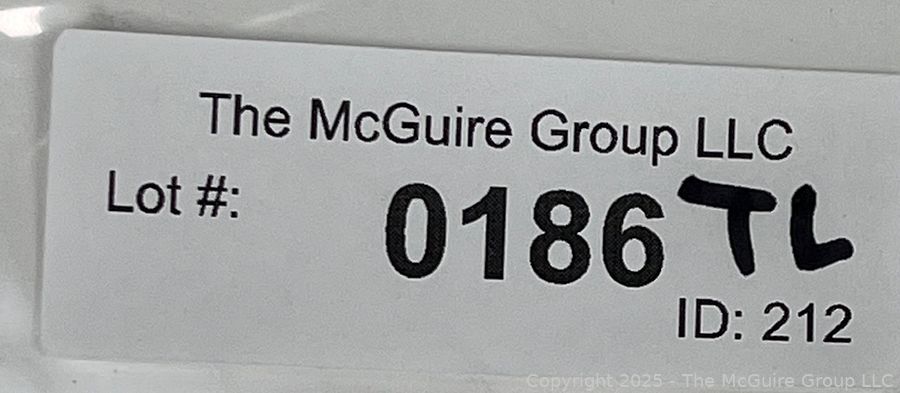 The McGuire Group LLC
Lot #: 0186 TL
ID: 212
Copyright 2025 - The McGuire Group LLC